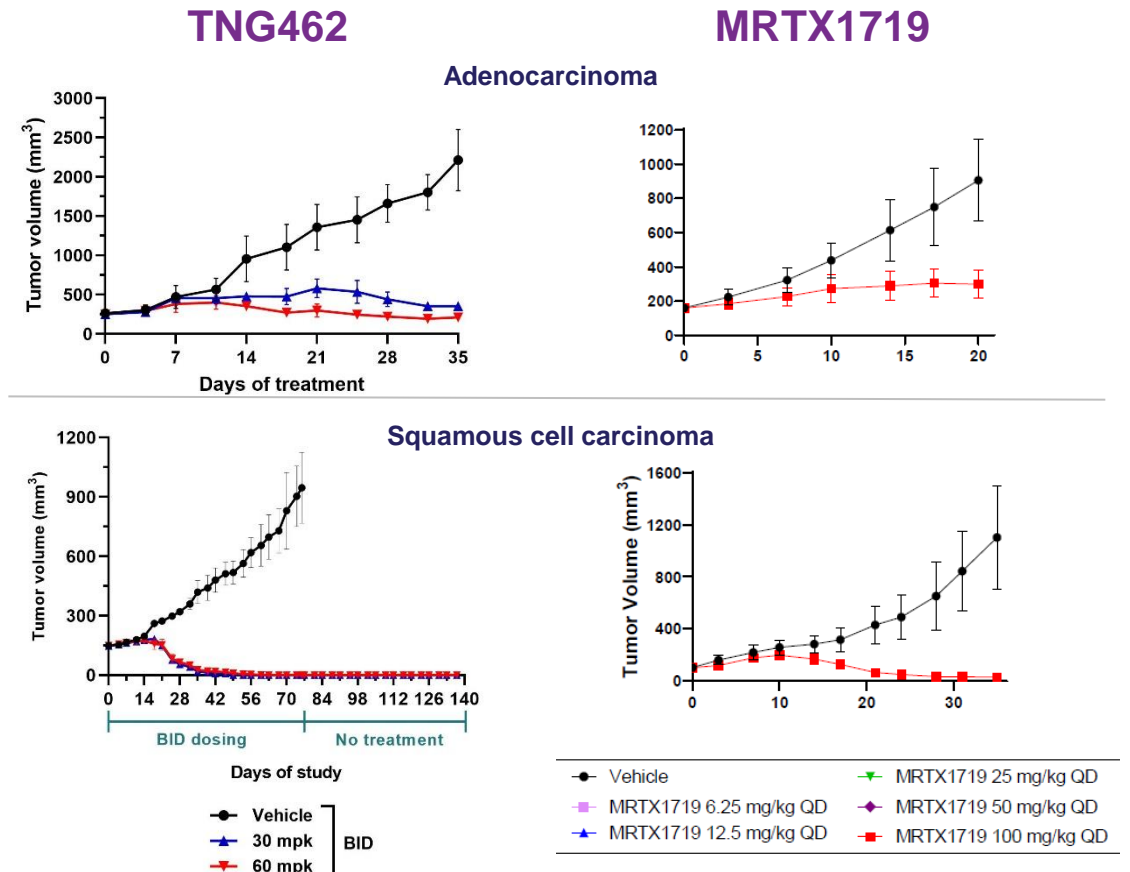 TNG462
MRTX1719
Adenocarcinoma
Tumor volume (mm³)
3000
2500
2000
1500
1000
500
0
0 7 14 21 28 35
Days of treatment
1200
1000
800
600
400
200
0
0 5 10 15 20
Squamous cell carcinoma
Tumor volume (mm³)
1200
900
600
300
0
0 14 28 42 56 70 84 98 112 126 140
BID dosing
No treatment
Days of study
Vehicle
30 mpk
60 mpk
BID
Tumor Volume (mm³)
1600
1200
800
400
0
0 10 20 30
Vehicle
MRTX1719 6.25 mg/kg QD
MRTX1719 12.5 mg/kg QD
MRTX1719 25 mg/kg QD
MRTX1719 50 mg/kg QD
MRTX1719 100 mg/kg QD